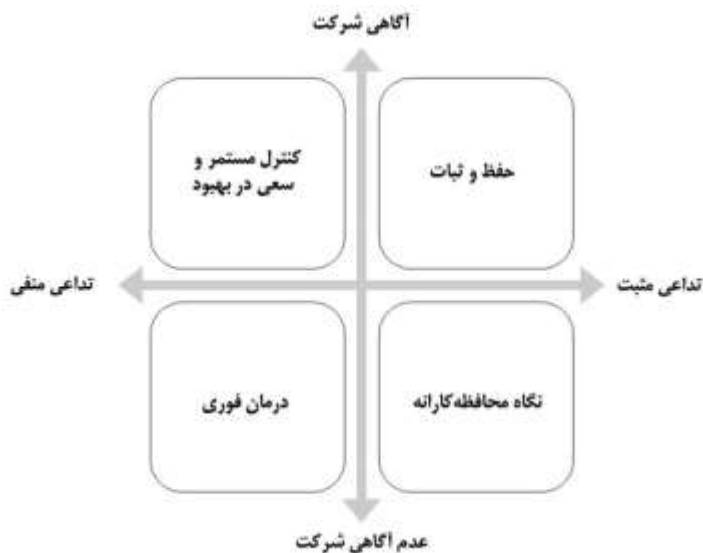 آگاهی شرکت
حفظ و ثبات
کنترل مستمر و
سعی در بهبود
تداعی مثبت
تداعی منفی
نگاه محافظه‌کارانه
درمان فوری
عدم آگاهی شرکت